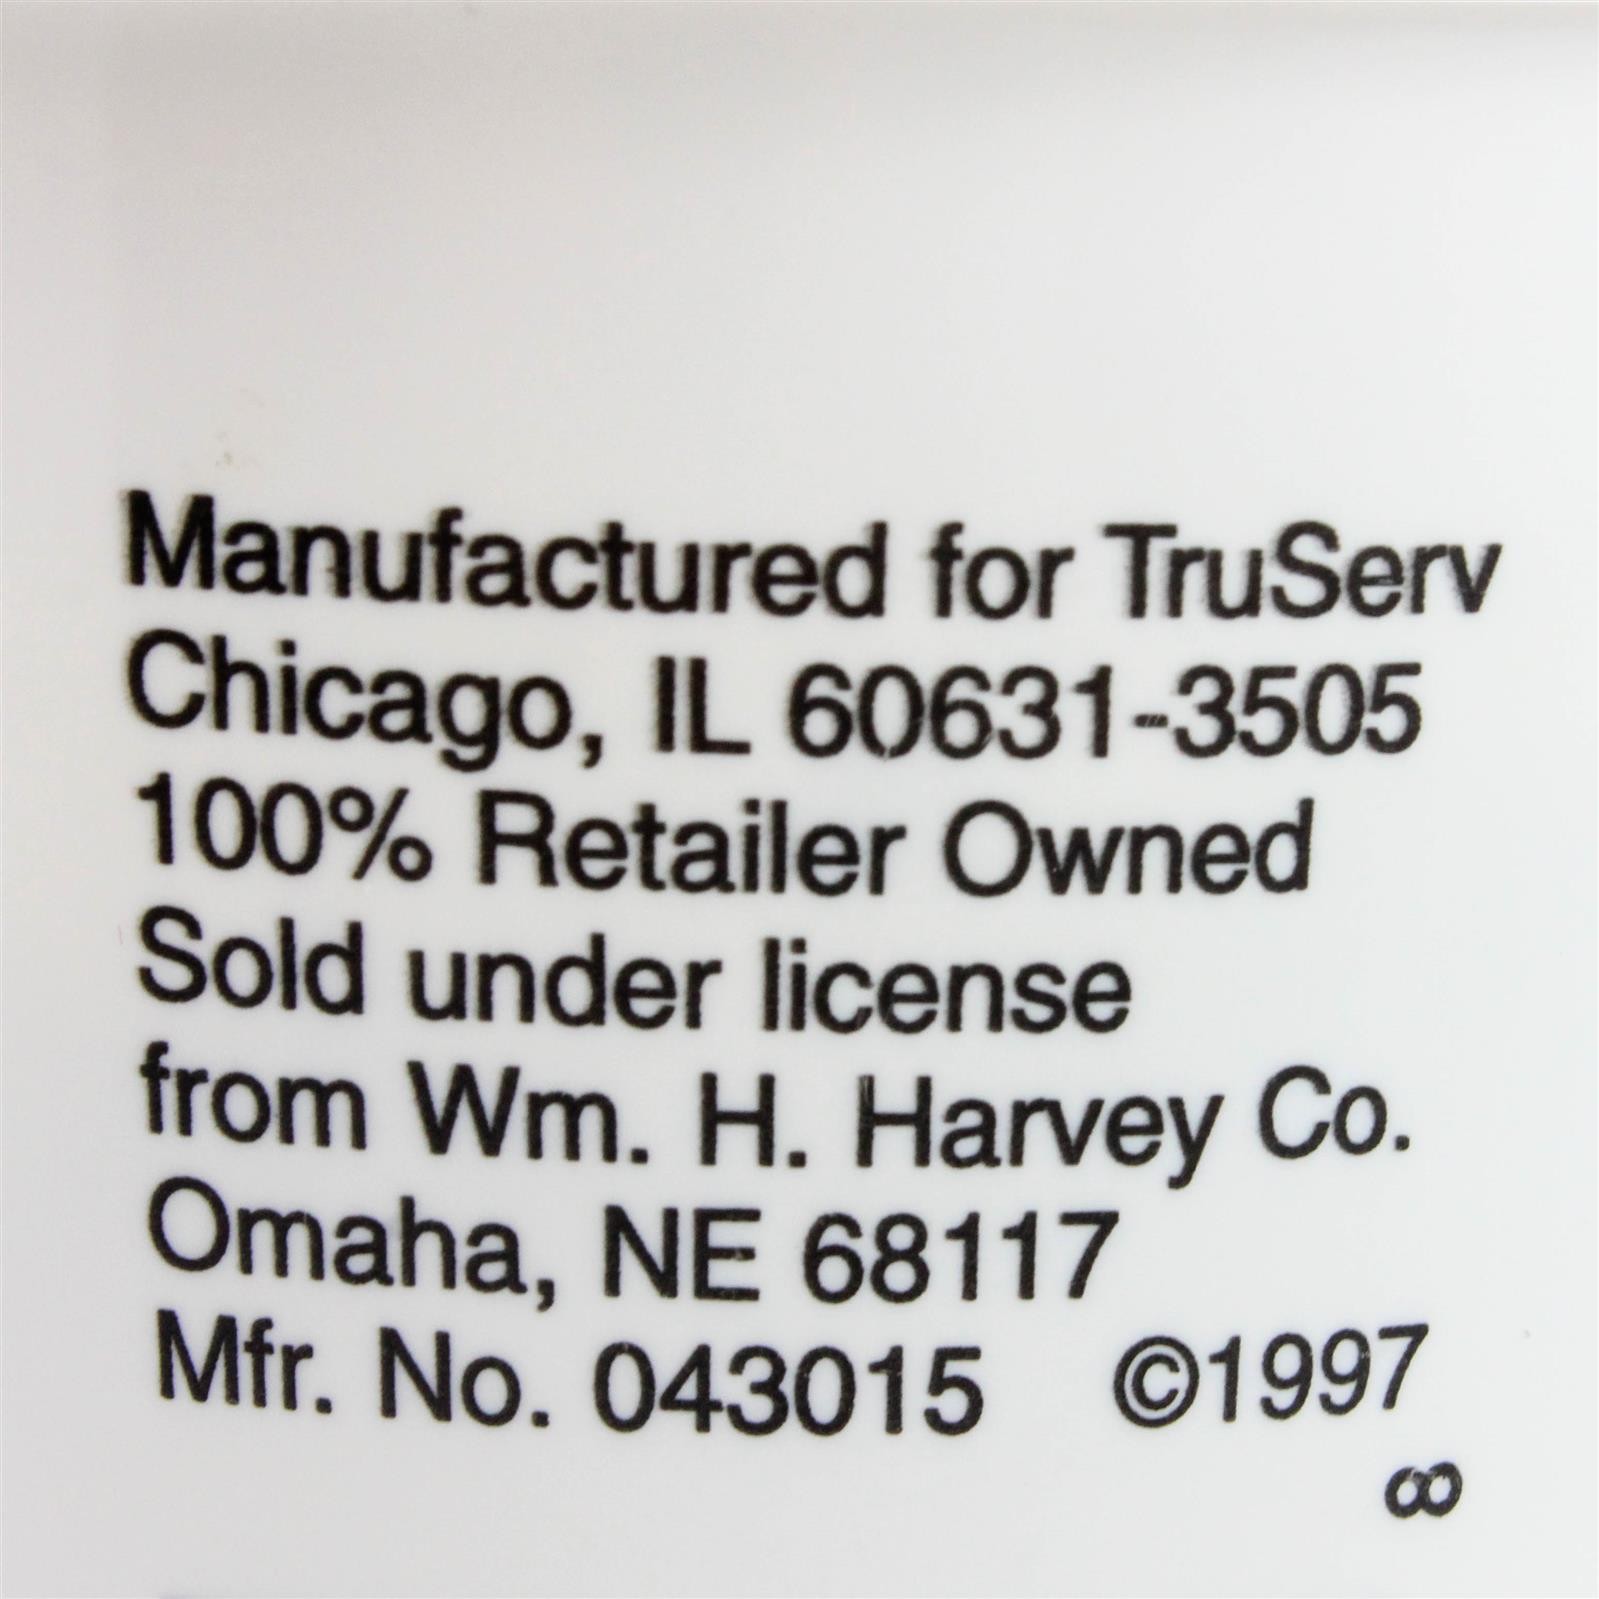 Manufactured for TruServ
Chicago, IL 60631-3505
100% Retailer Owned
Sold under license
from Wm. H. Harvey Co.
Omaha, NE 68117
Mfr. No. 043015 ©1997
8